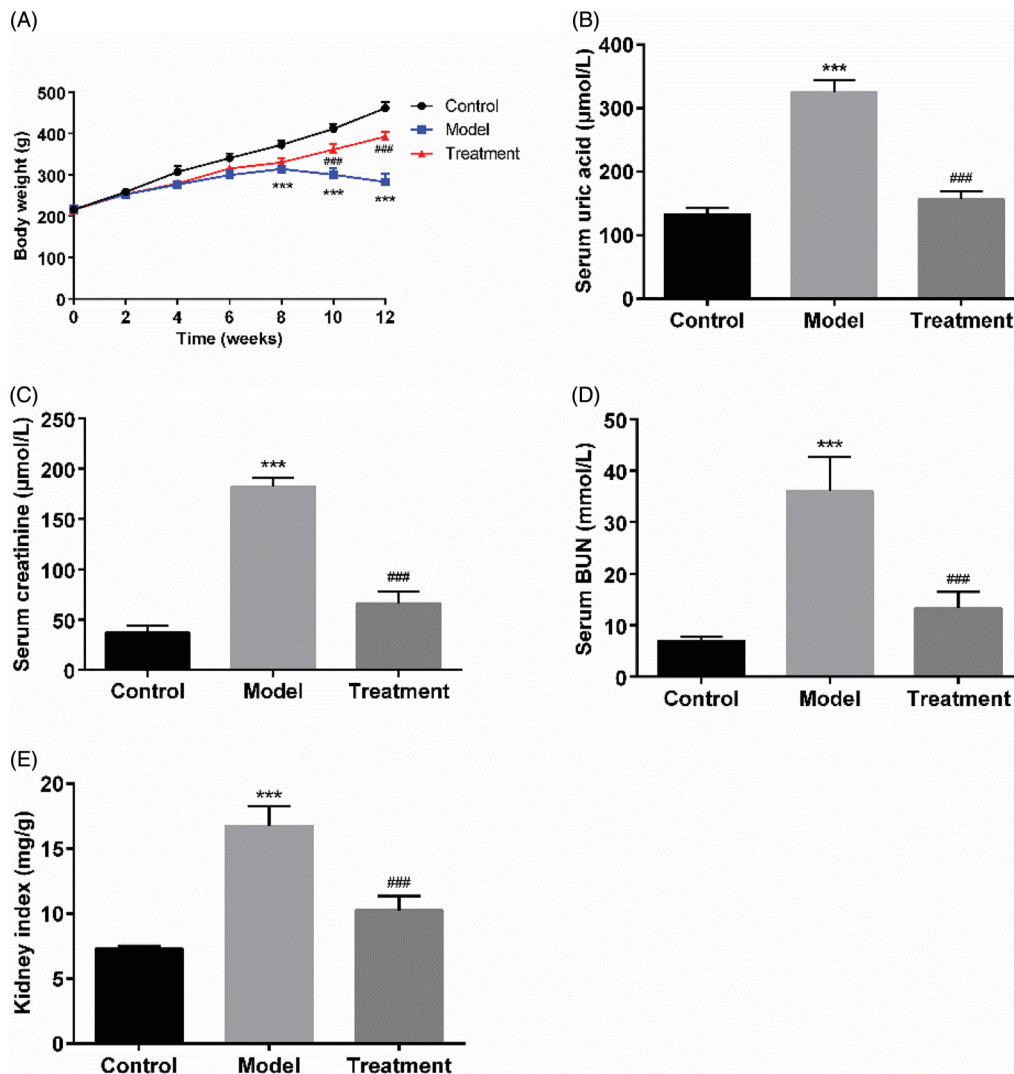 (A)
500
400
300
200
100
0
Body weight (g)
0 2 4 6 8 10 12
Time (weeks)
Control
Model
Treatment
###
###
***
***
***
(B)
400
300
200
100
0
Serum uric acid (μmol/L)
***
###
Control Model Treatment
(C)
250
200
150
100
50
0
Serum creatinine (μmol/L)
***
###
Control Model Treatment
(D)
50
40
30
20
10
0
Serum BUN (mmol/L)
***
###
Control Model Treatment
(E)
20
15
10
5
0
Kidney index (mg/g)
***
###
Control Model Treatment